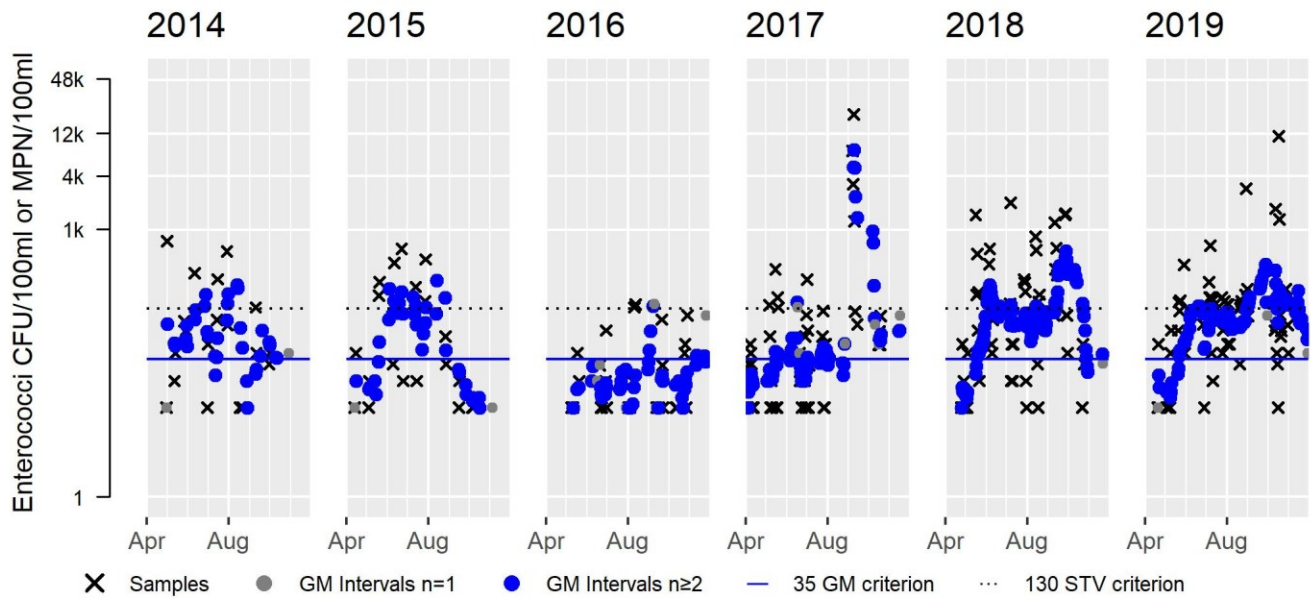 2014 2015 2016 2017 2018 2019
Enterococci CFU/100ml or MPN/100ml
48k
12k
4k
1k
1
Apr Aug Apr Aug Apr Aug Apr Aug Apr Aug Apr Aug
Samples GM Intervals n=1 GM Intervals n≥2 35 GM criterion 130 STV criterion